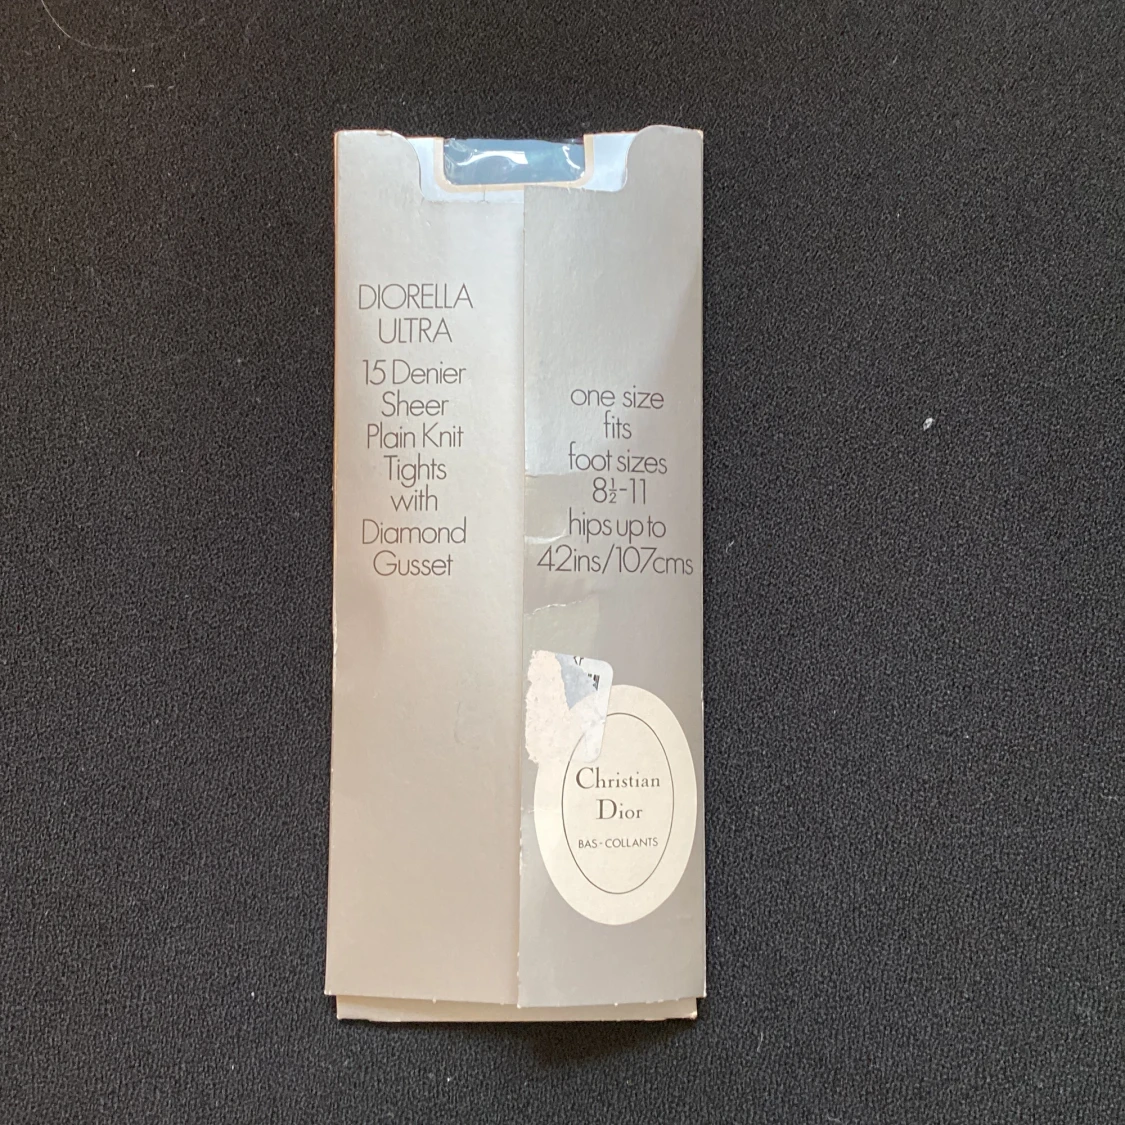 DIORELLA
ULTRA
15 Denier
Sheer
Plain Knit
Tights
with
Diamond
Gusset
one size
fits
foot sizes
8½-11
hips up to
42ins/107cms
Christian
Dior
BAS-COLLANTS